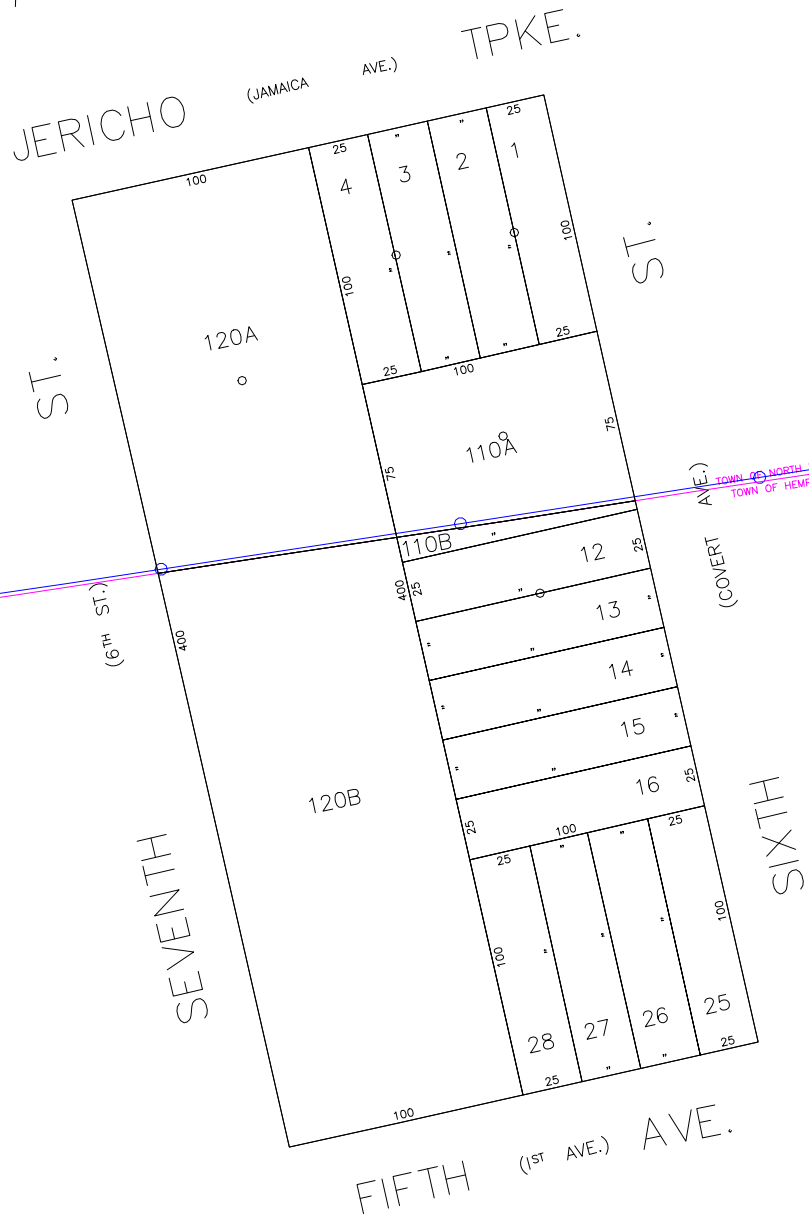 JERICHO (JAMAICA AVE.) TPKE.
100
25 " " 25
4 3 2 1
100 " " " 100
25 " " 25
100
ST.
ST.
120A
110A
75 75
TOWN OF NORTH
TOWN OF HEMP
(COVERT AVE.)
110B "
(6TH ST.)
400
400
25 " 12 25
" " 13 "
" " 14 "
" " 15 "
25 16 25
120B
100
25 " " 25
100 " " " 100
28 27 26 25
25 " " 25
SEVENTH
SIXTH
100
FIFTH (1ST AVE.) AVE.